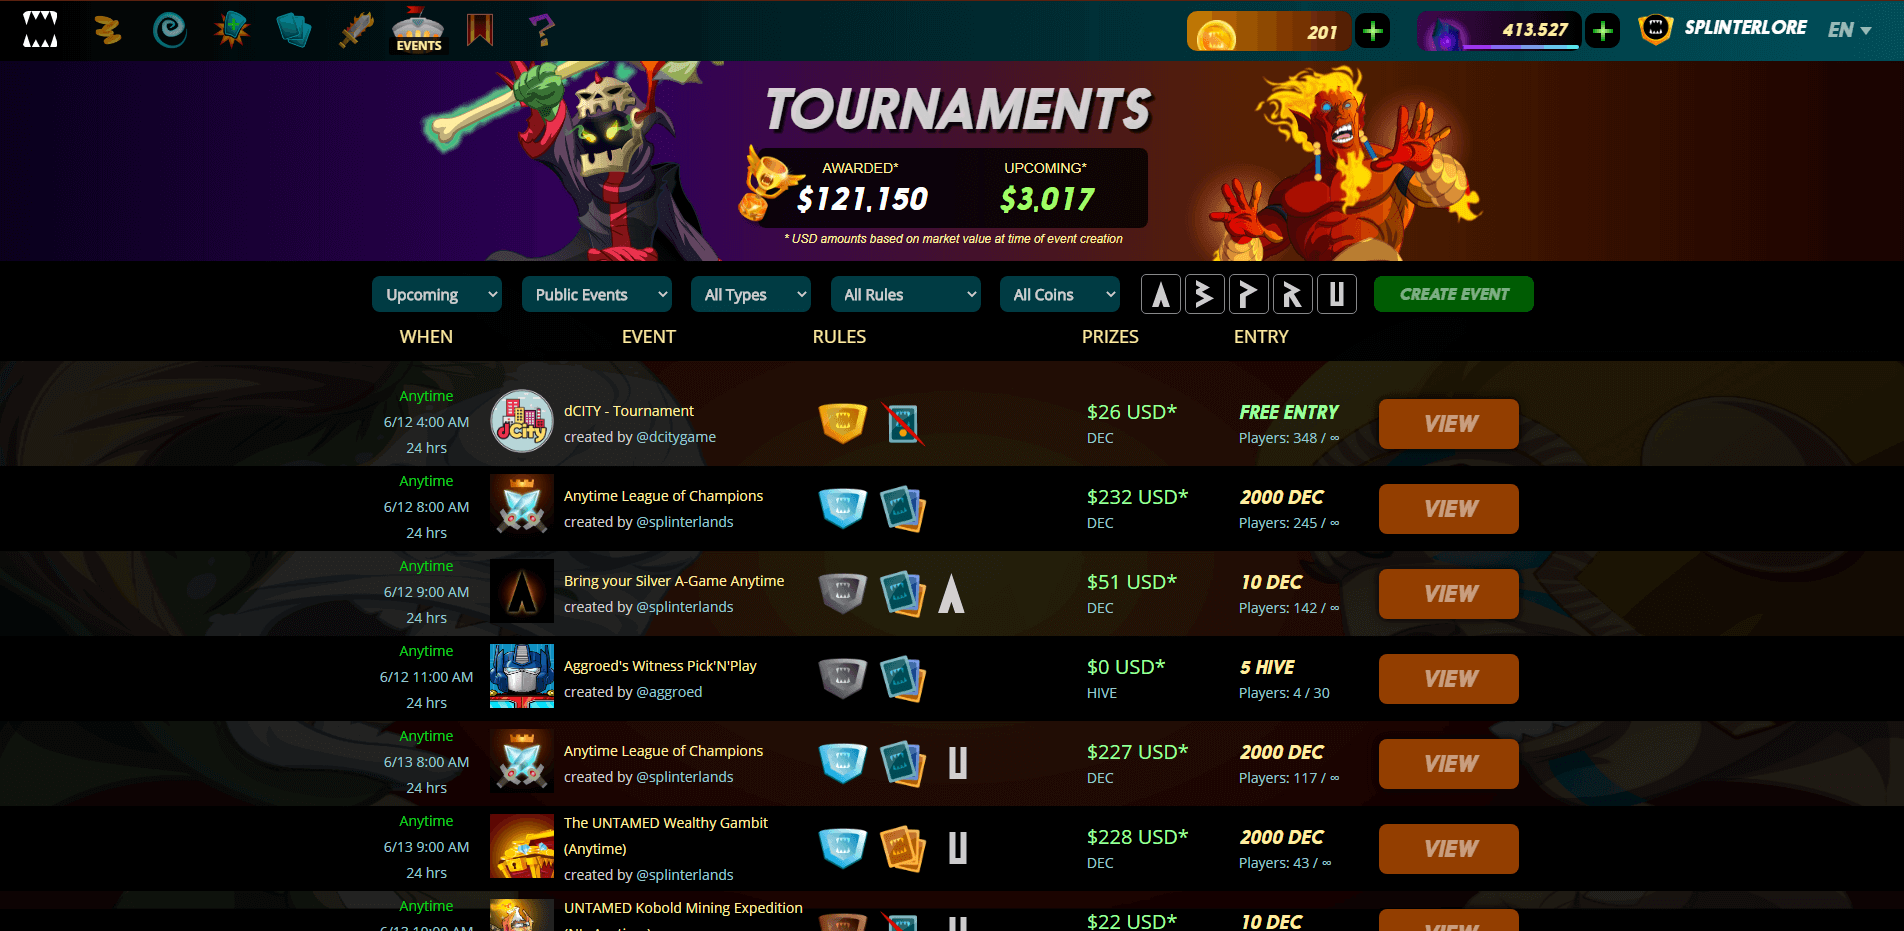 EVENTS
201
413.527
SPLINTERLORE
EN
TOURNAMENTS
AWARDED*
UPCOMING*
$121,150
$3,017
* USD amounts based on market value at time of event creation
Upcoming
Public Events
All Types
All Rules
All Coins
CREATE EVENT
WHEN
EVENT
RULES
PRIZES
ENTRY
Anytime
6/12 4:00 AM
24 hrs
dCity
dCITY - Tournament
created by @dcitygame
$26 USD*
DEC
FREE ENTRY
Players: 348 / ∞
VIEW
Anytime
6/12 8:00 AM
24 hrs
Anytime League of Champions
created by @splinterlands
$232 USD*
DEC
2000 DEC
Players: 245 / ∞
VIEW
Anytime
6/12 9:00 AM
24 hrs
Bring your Silver A-Game Anytime
created by @splinterlands
$51 USD*
DEC
10 DEC
Players: 142 / ∞
VIEW
Anytime
6/12 11:00 AM
24 hrs
Aggroed's Witness Pick'N'Play
created by @aggroed
$0 USD*
HIVE
5 HIVE
Players: 4 / 30
VIEW
Anytime
6/13 8:00 AM
24 hrs
Anytime League of Champions
created by @splinterlands
$227 USD*
DEC
2000 DEC
Players: 117 / ∞
VIEW
Anytime
6/13 9:00 AM
24 hrs
The UNTAMED Wealthy Gambit
(Anytime)
created by @splinterlands
$228 USD*
DEC
2000 DEC
Players: 43 / ∞
VIEW
Anytime
UNTAMED Kobold Mining Expedition
$22 USD*
10 DEC
VIEW